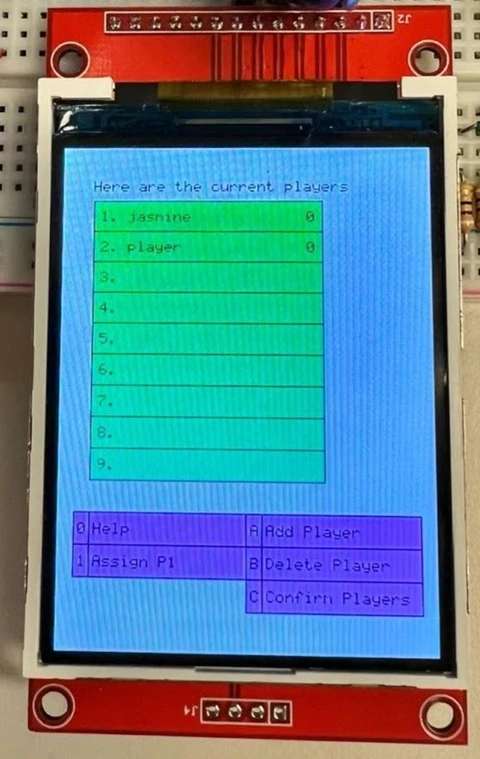 J2
Here are the current players
1. jasmine 0
2. player 0
3.
4.
5.
6.
7.
8.
9.
0 Help A Add Player
1 Assign P1 B Delete Player
C Confirm Players
J4